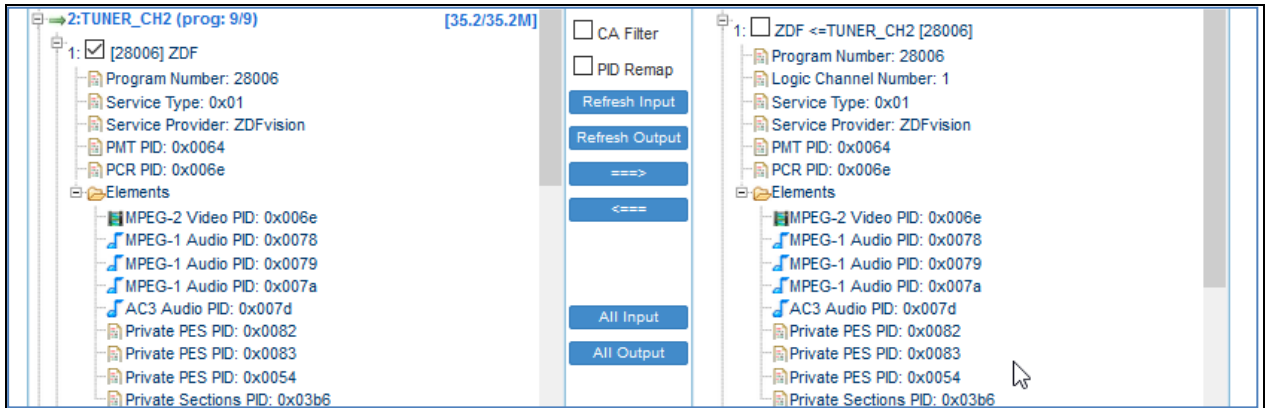 2:TUNER_CH2 (prog: 9/9) [35.2/35.2M]
1: [28006] ZDF
Program Number: 28006
Service Type: 0x01
Service Provider: ZDFvision
PMT PID: 0x0064
PCR PID: 0x006e
Elements
MPEG-2 Video PID: 0x006e
MPEG-1 Audio PID: 0x0078
MPEG-1 Audio PID: 0x0079
MPEG-1 Audio PID: 0x007a
AC3 Audio PID: 0x007d
Private PES PID: 0x0082
Private PES PID: 0x0083
Private PES PID: 0x0054
Private Sections PID: 0x03b6
CA Filter
PID Remap
Refresh Input
Refresh Output
===>
<===
All Input
All Output
1: ZDF <=TUNER_CH2 [28006]
Program Number: 28006
Logic Channel Number: 1
Service Type: 0x01
Service Provider: ZDFvision
PMT PID: 0x0064
PCR PID: 0x006e
Elements
MPEG-2 Video PID: 0x006e
MPEG-1 Audio PID: 0x0078
MPEG-1 Audio PID: 0x0079
MPEG-1 Audio PID: 0x007a
AC3 Audio PID: 0x007d
Private PES PID: 0x0082
Private PES PID: 0x0083
Private PES PID: 0x0054
Private Sections PID: 0x03b6